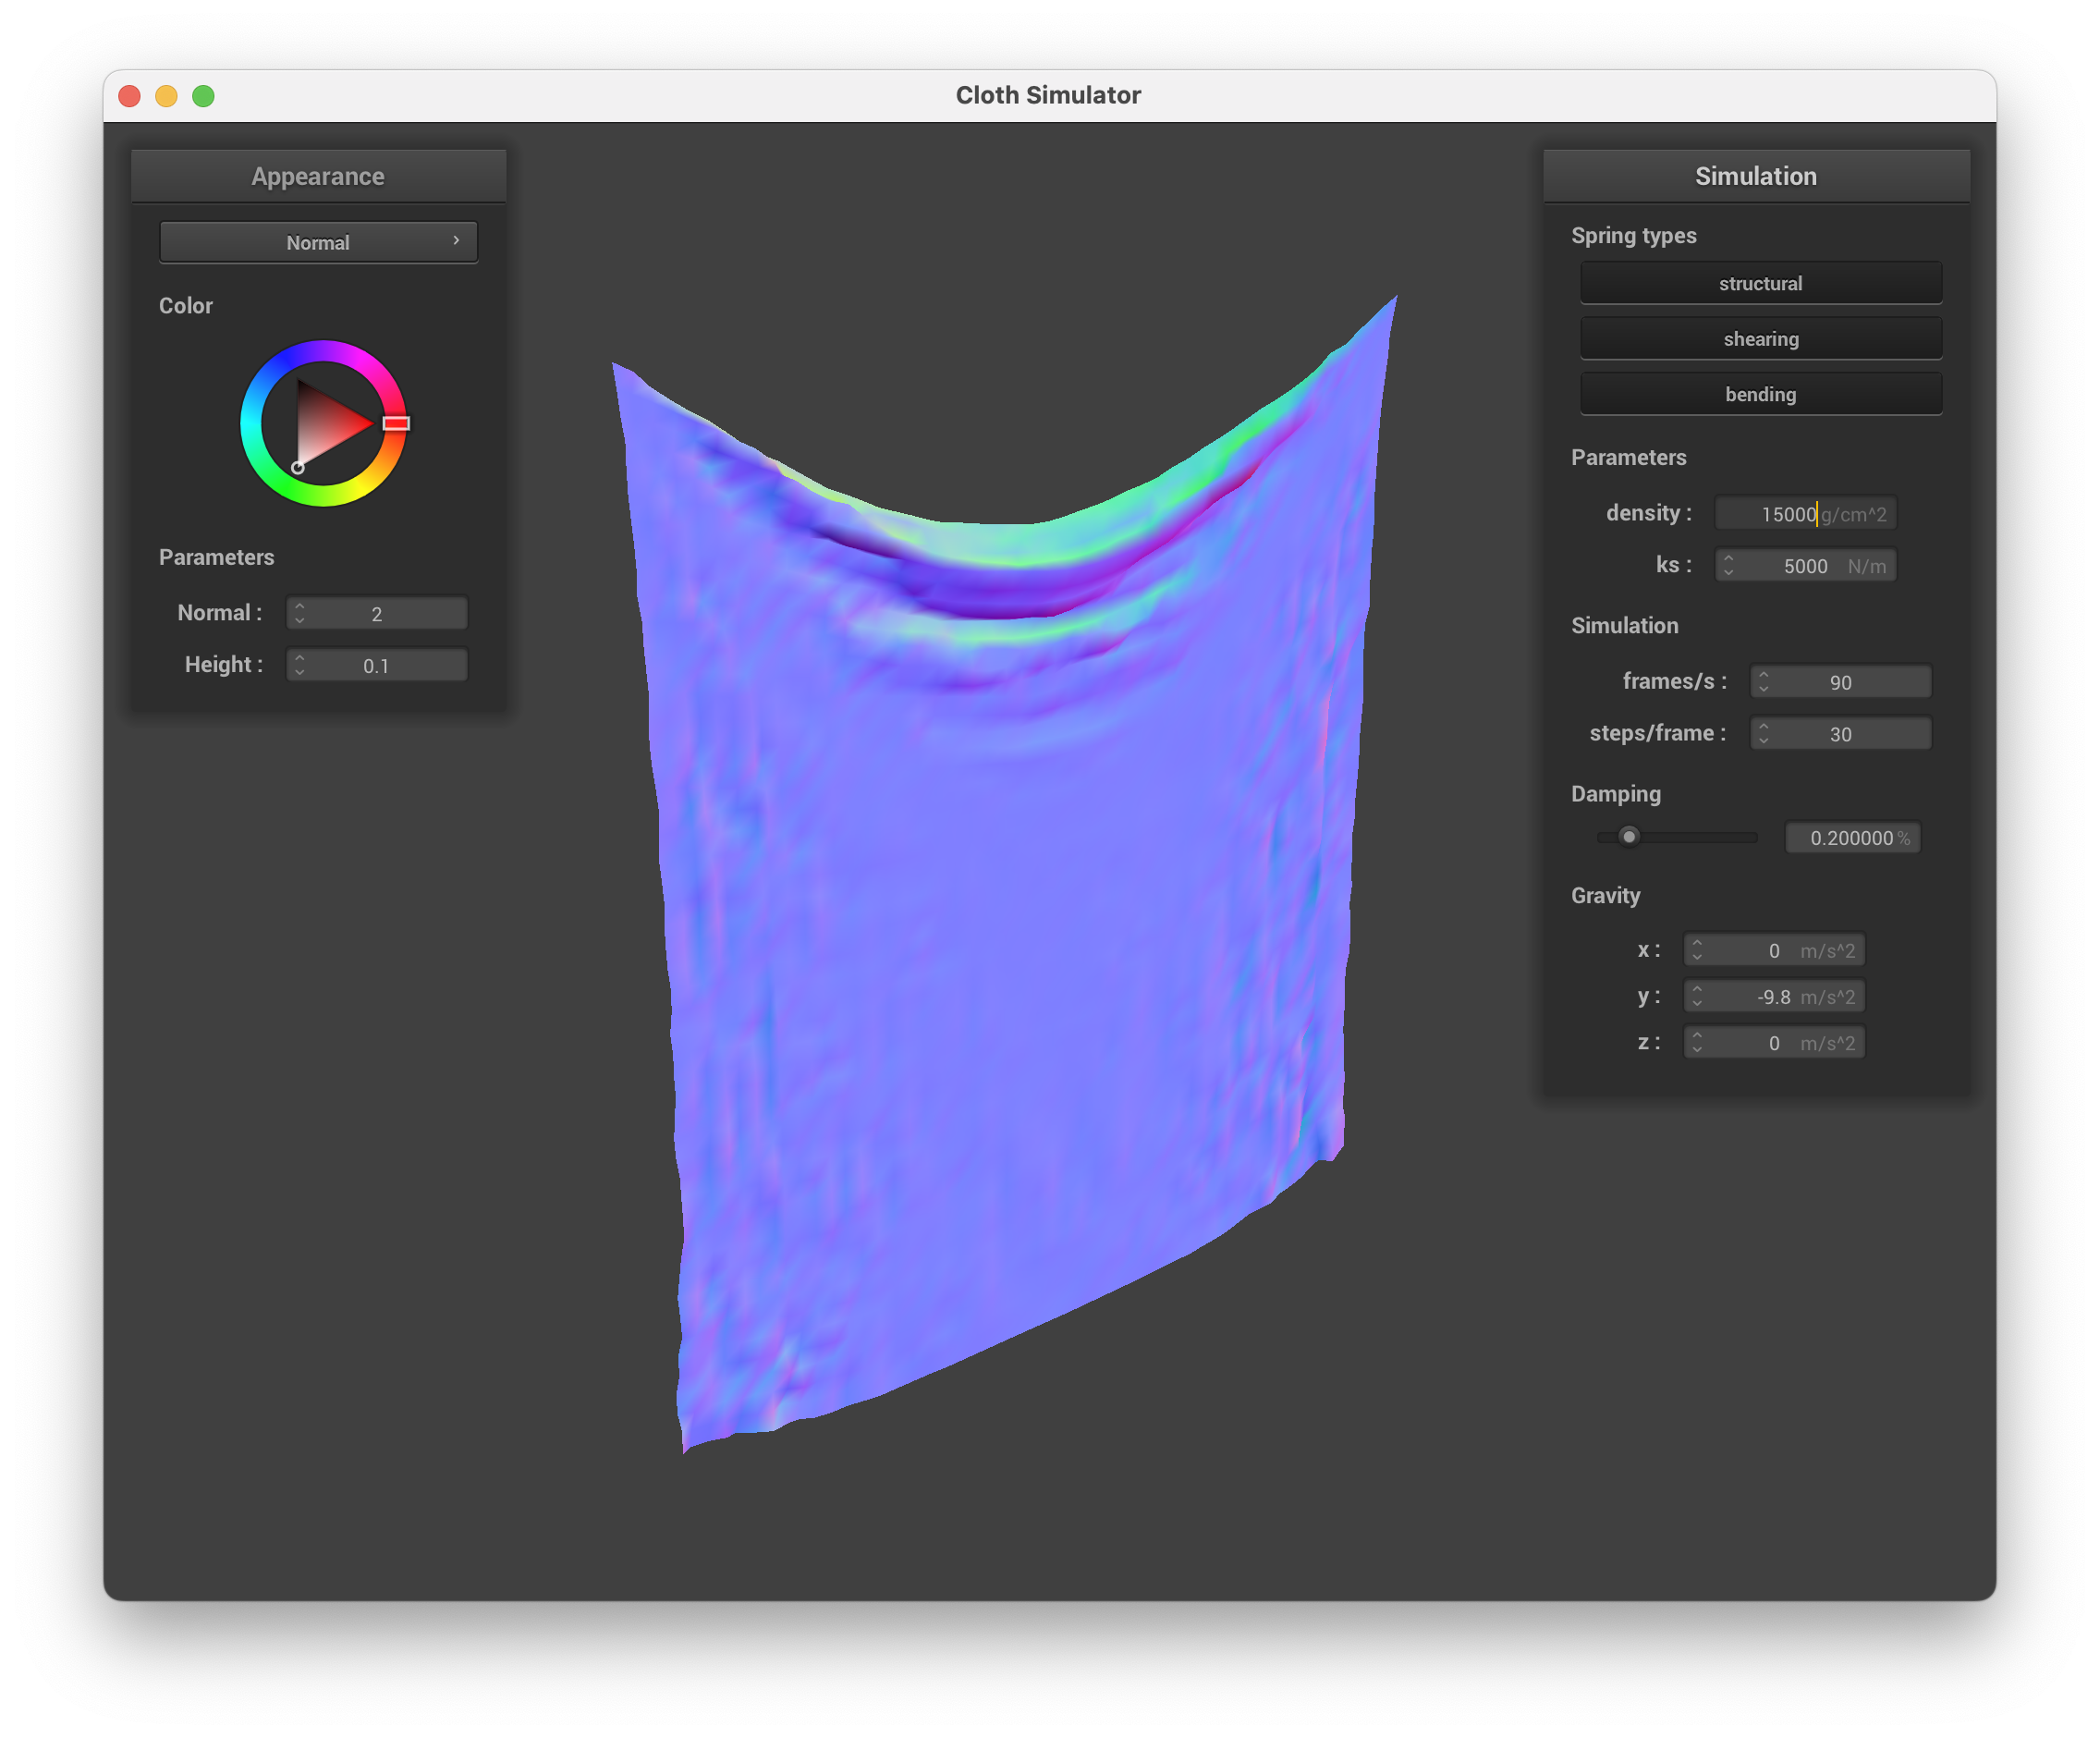 Cloth Simulator
Appearance
Normal
Color
Parameters
Normal : 2
Height : 0.1
Simulation
Spring types
structural
shearing
bending
Parameters
density : 15000 g/cm^2
ks : 5000 N/m
Simulation
frames/s : 90
steps/frame : 30
Damping
0.200000 %
Gravity
x : 0 m/s^2
y : -9.8 m/s^2
z : 0 m/s^2